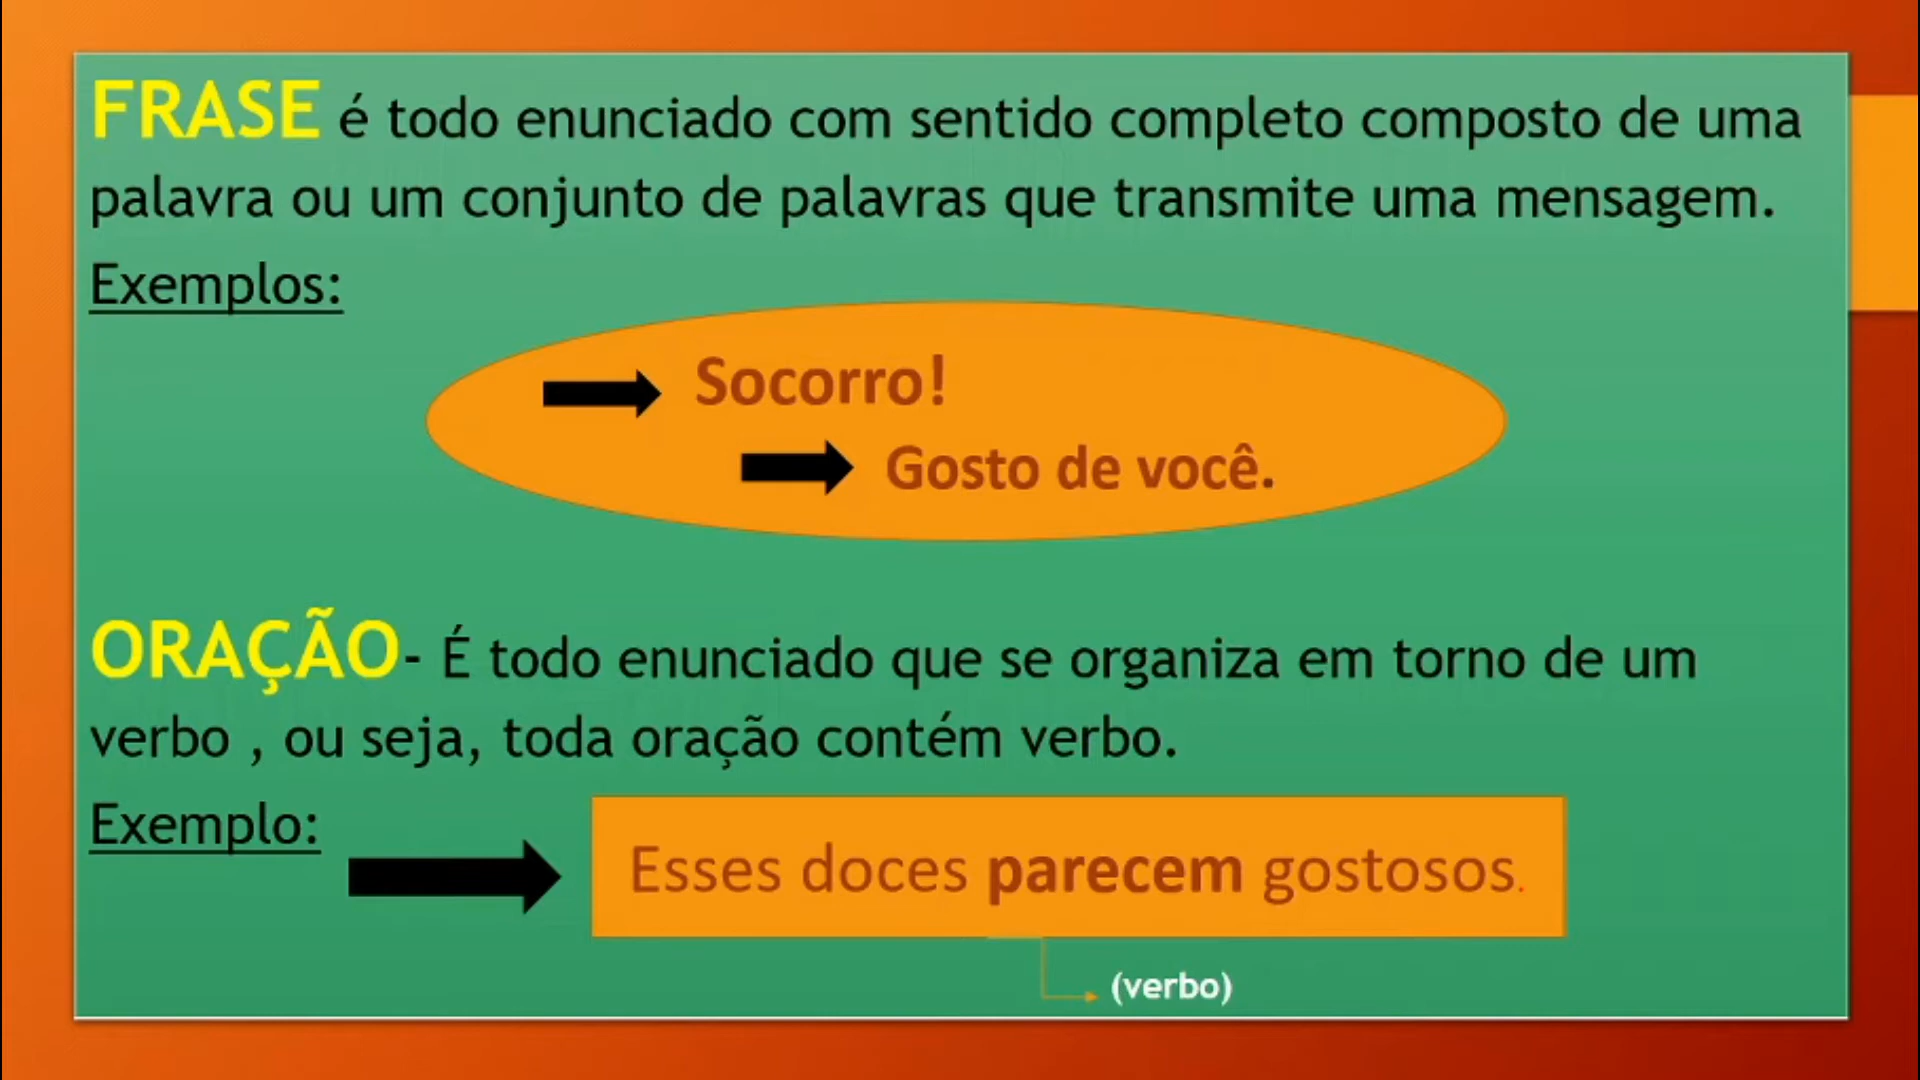 FRASE é todo enunciado com sentido completo composto de uma
palavra ou um conjunto de palavras que transmite uma mensagem.
Exemplos:
Socorro!
Gosto de você.
ORAÇÃO- É todo enunciado que se organiza em torno de um
verbo , ou seja, toda oração contém verbo.
Exemplo:
Esses doces parecem gostosos.
(verbo)